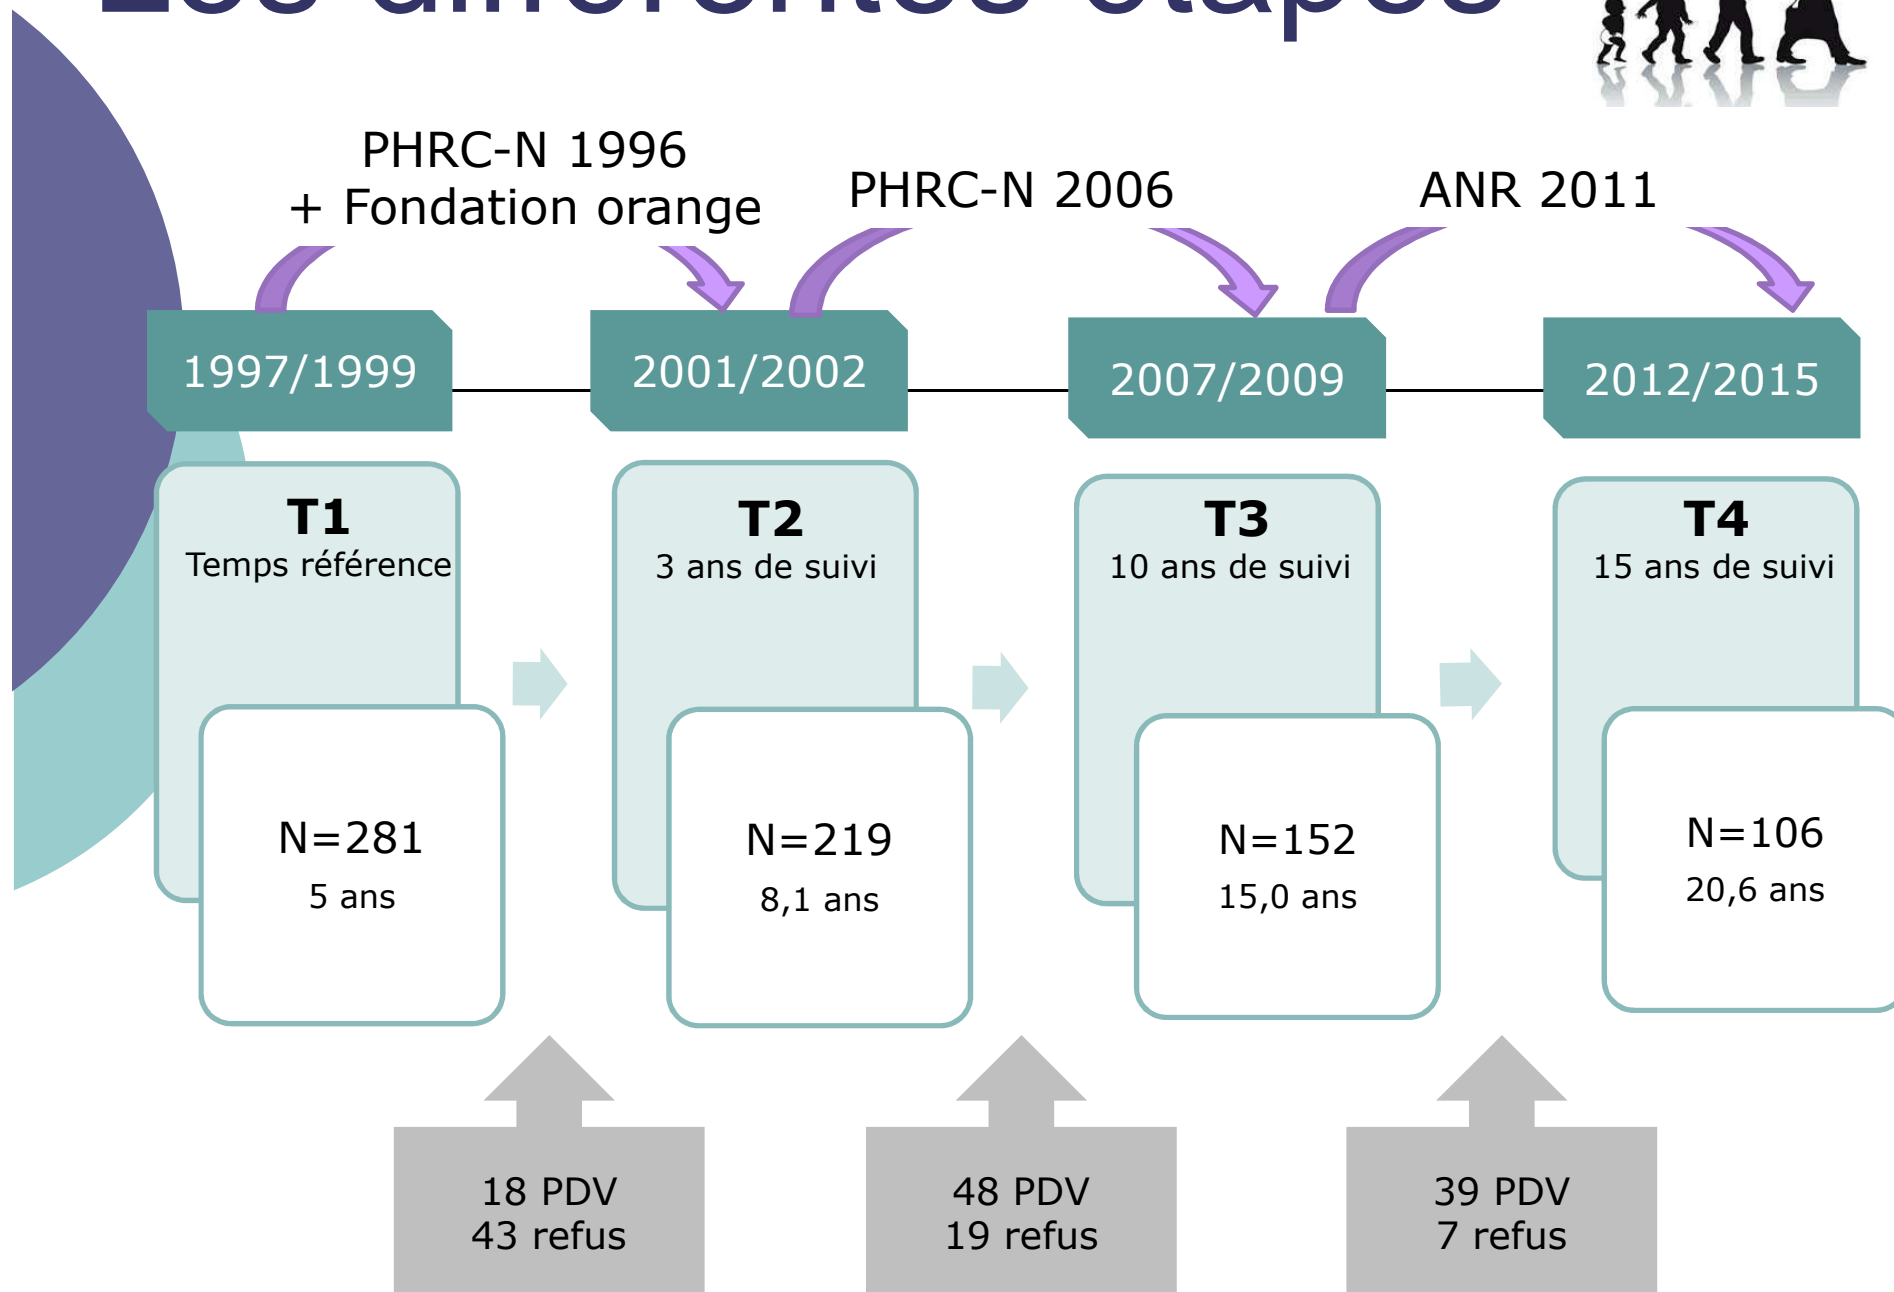 Les différentes étapes
PHRC-N 1996
+ Fondation orange
PHRC-N 2006
ANR 2011
1997/1999
2001/2002
2007/2009
2012/2015
T1
Temps référence
T2
3 ans de suivi
T3
10 ans de suivi
T4
15 ans de suivi
N=281
5 ans
N=219
8,1 ans
N=152
15,0 ans
N=106
20,6 ans
18 PDV
43 refus
48 PDV
19 refus
39 PDV
7 refus